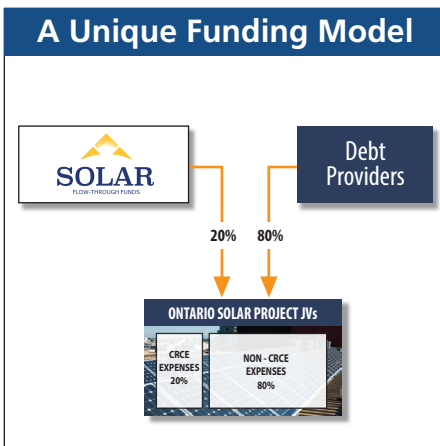 A Unique Funding Model
SOLAR
FLOW-THROUGH FUNDS
Debt
Providers
20%
80%
ONTARIO SOLAR PROJECT JVs
CRCE
EXPENSES
20%
NON - CRCE
EXPENSES
80%